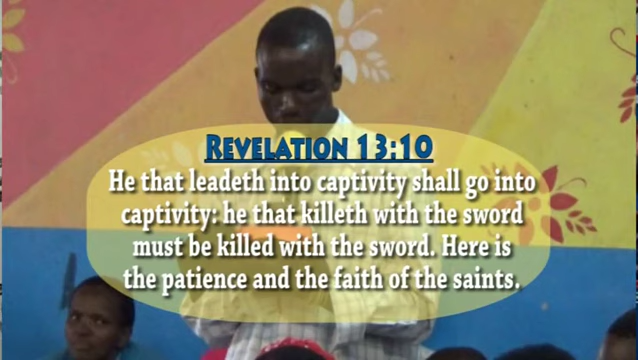 REVELATION 13:10
He that leadeth into captivity shall go into
captivity: he that killeth with the sword
must be killed with the sword. Here is
the patience and the faith of the saints.